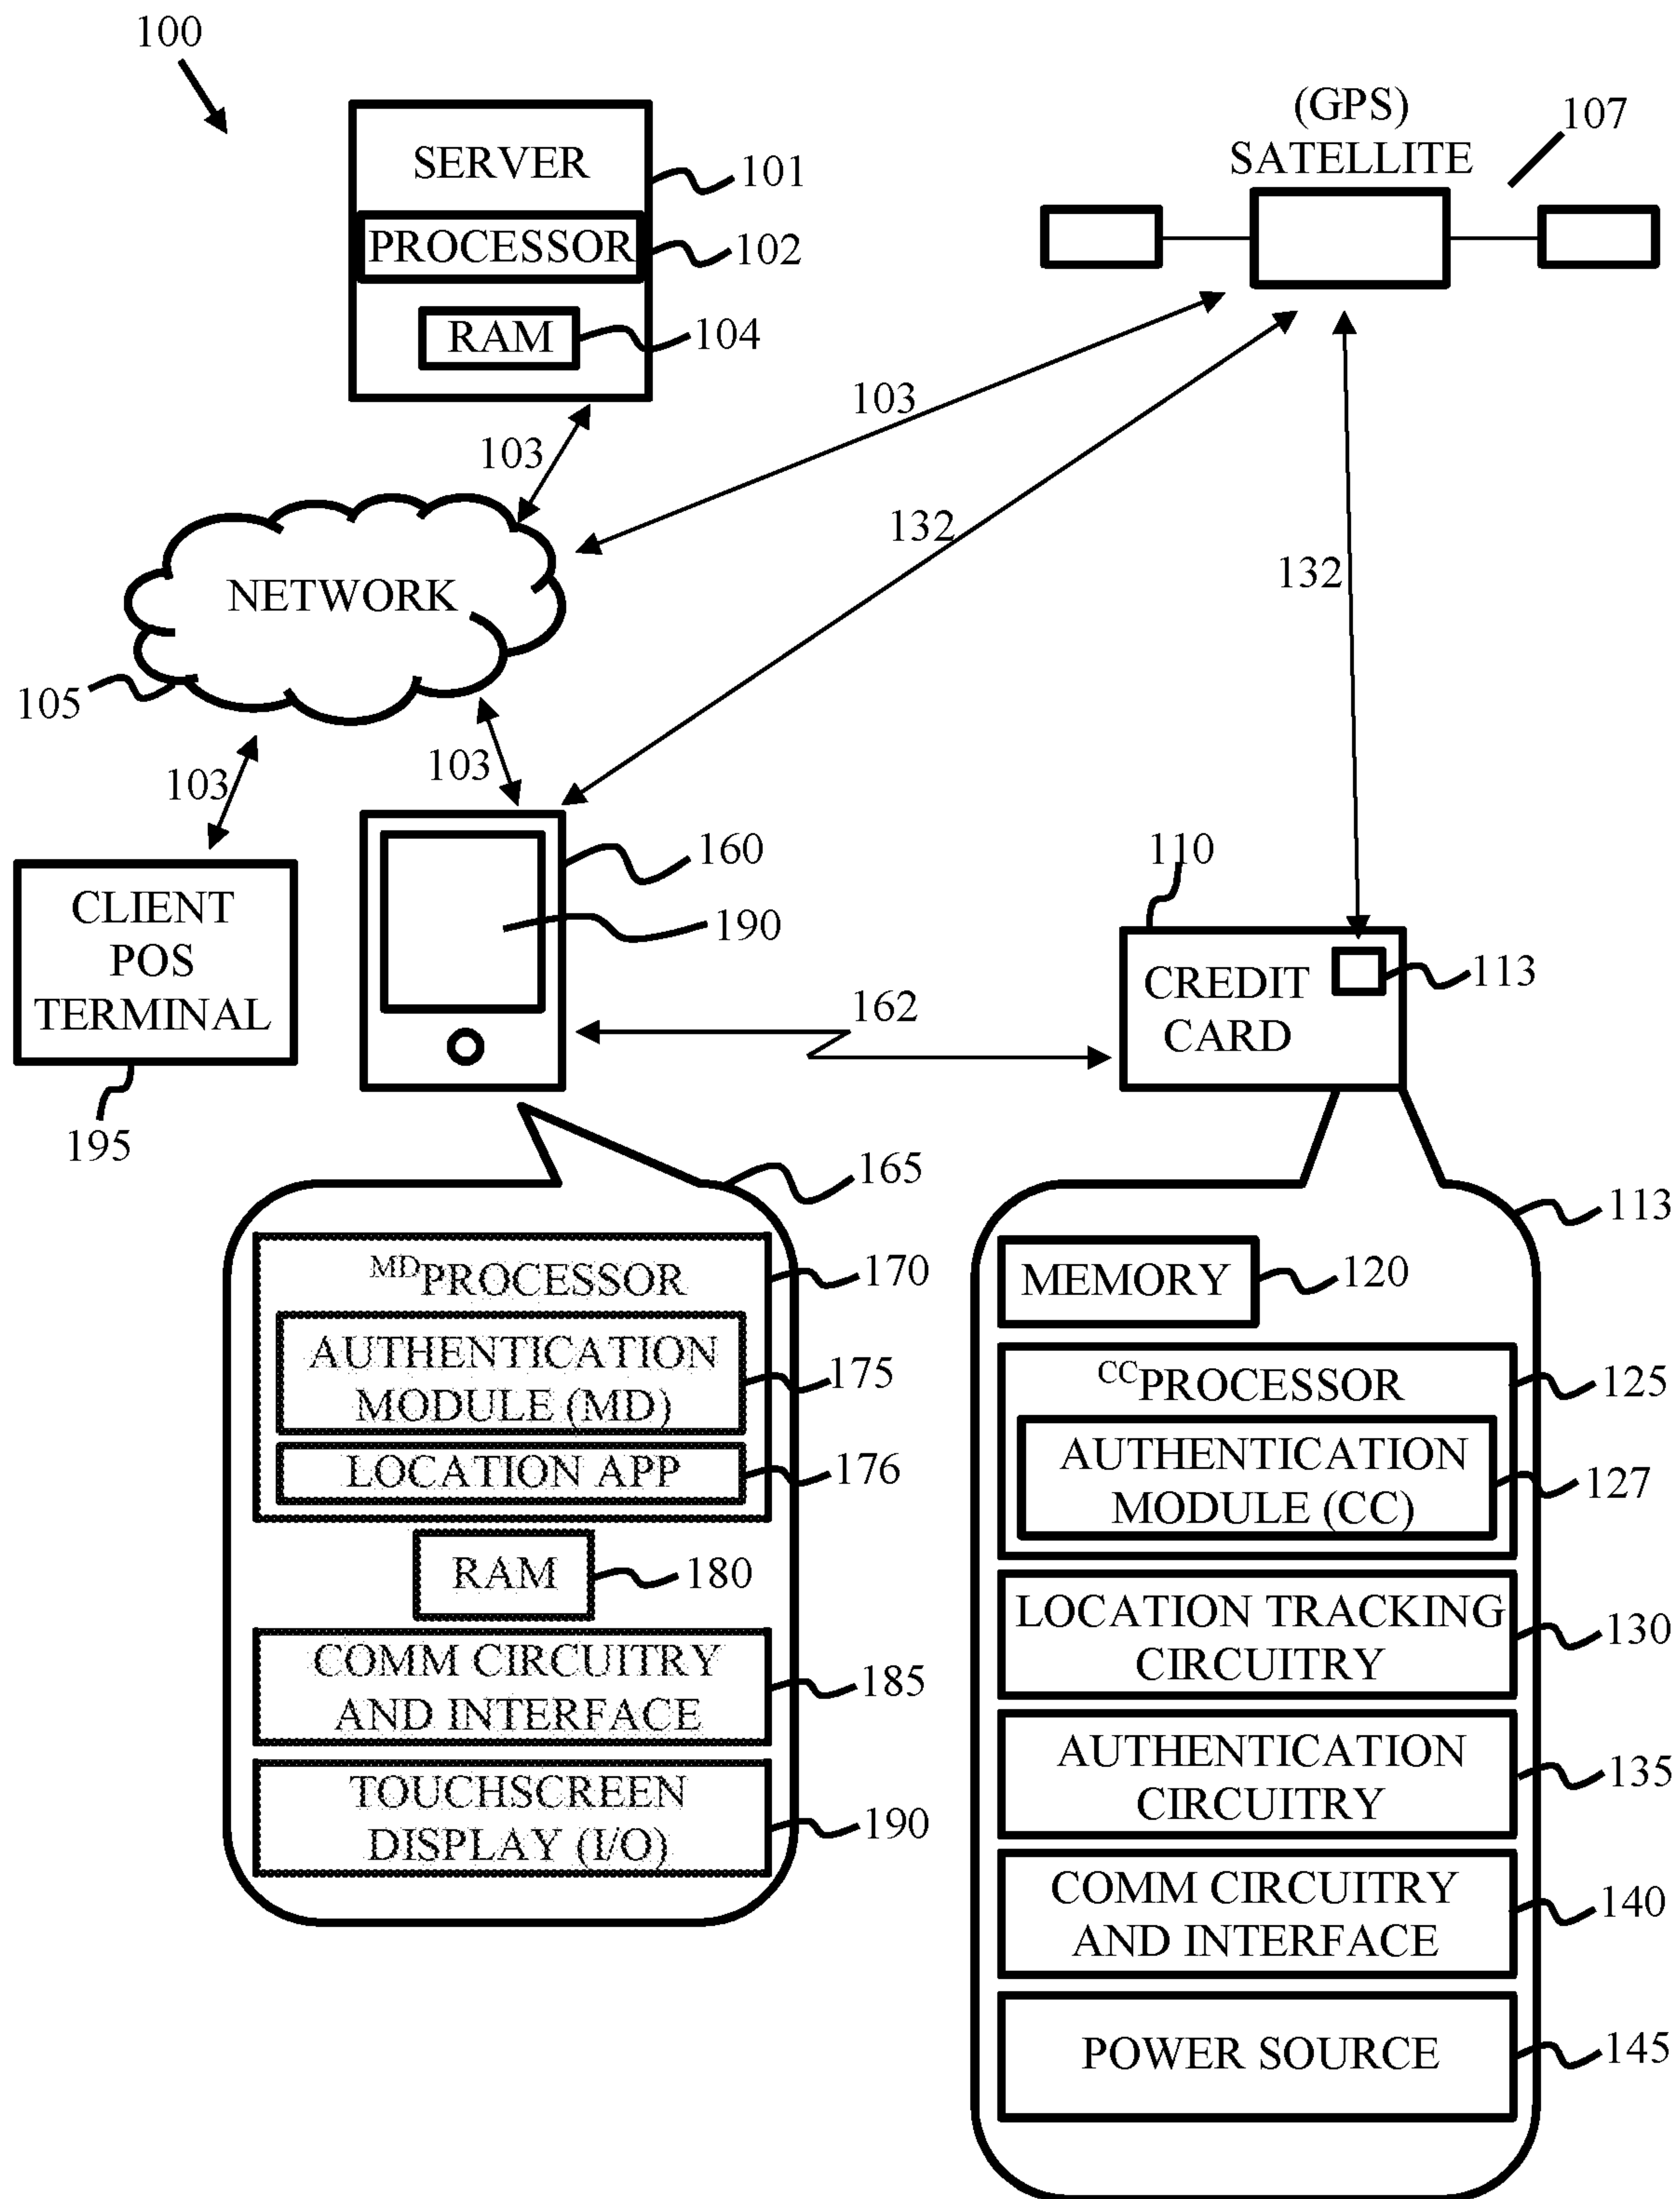 100
SERVER
101
PROCESSOR
102
RAM
104
(GPS)
SATELLITE
107
103
103
132
132
NETWORK
105
103
103
CLIENT
POS
TERMINAL
195
160
190
162
110
CREDIT
CARD
113
165
MDPROCESSOR
170
AUTHENTICATION
MODULE (MD)
175
LOCATION APP
176
RAM
180
COMM CIRCUITRY
AND INTERFACE
185
TOUCHSCREEN
DISPLAY (I/O)
190
113
MEMORY
120
CCPROCESSOR
125
AUTHENTICATION
MODULE (CC)
127
LOCATION TRACKING
CIRCUITRY
130
AUTHENTICATION
CIRCUITRY
135
COMM CIRCUITRY
AND INTERFACE
140
POWER SOURCE
145